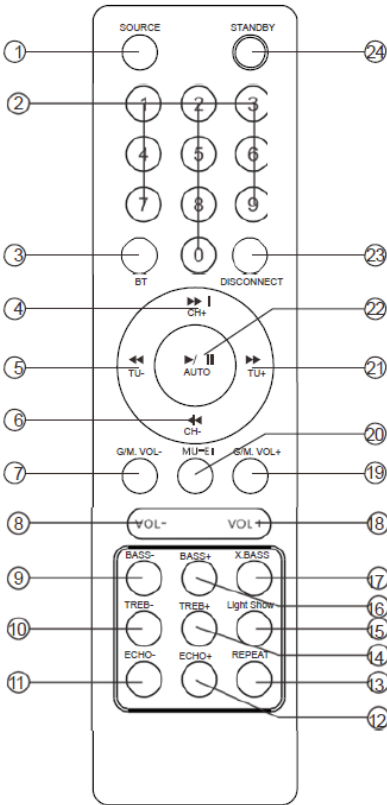 SOURCE STANDBY
1 24
2 1 2 3
4 5 6
7 8 9
3 0 23
BT DISCONNECT
4 CH+ 22
5 TU- AUTO TU+ 21
6 CH-
20
G/M. VOL- MUTE G/M. VOL+
7 19
8 VOL- VOL+ 18
BASS- BASS+ X.BASS
9 17
16
TREB- TREB+ Light Show
10 15
14
ECHO- ECHO+ REPEAT
11 13
12